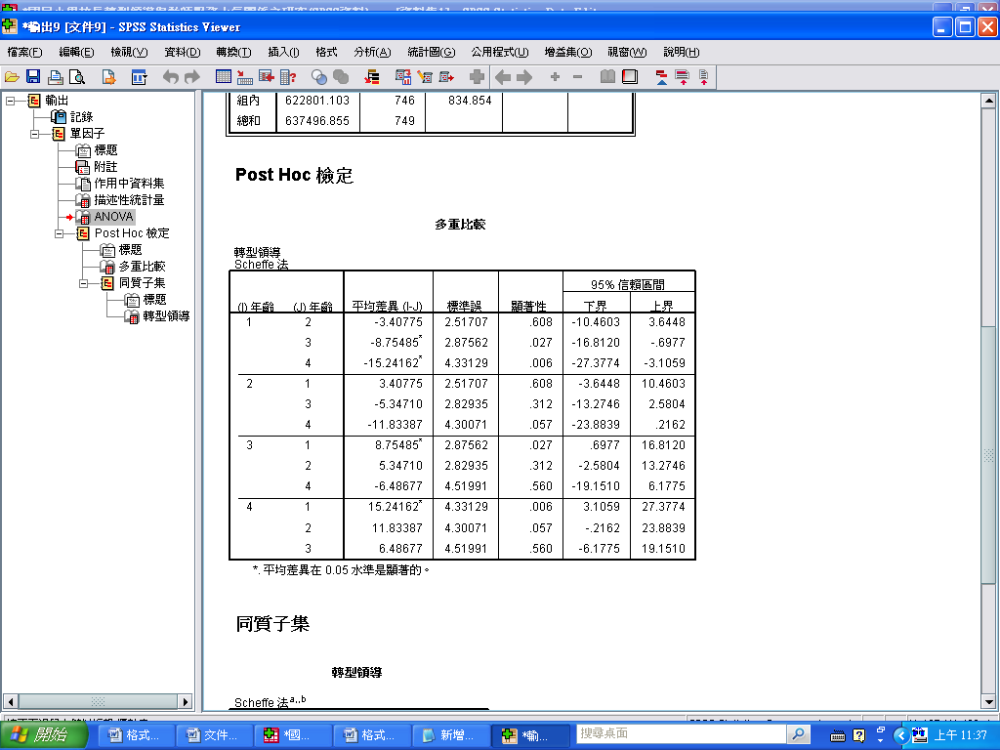 *輸出9 [文件9] - SPSS Statistics Viewer
檔案(F) 編輯(E) 檢視(V) 資料(D) 轉換(T) 插入(I) 格式 分析(A) 統計圖(G) 公用程式(U) 增益集(O) 視窗(W) 說明(H)
輸出
記錄
單因子
標題
附註
作用中資料集
描述性統計量
ANOVA
Post Hoc 檢定
標題
多重比較
同質子集
標題
轉型領導
組內 622801.103 746 834.854
總和 637496.855 749
Post Hoc 檢定
多重比較
轉型領導
Scheffe 法
95% 信賴區間
(I) 年齡 (J) 年齡 平均差異 (I-J) 標準誤 顯著性 下界 上界
1 2 -3.40775 2.51707 .608 -10.4603 3.6448
3 -8.75485* 2.87562 .027 -16.8120 -.6977
4 -15.24162* 4.33129 .006 -27.3774 -3.1059
2 1 3.40775 2.51707 .608 -3.6448 10.4603
3 -5.34710 2.82935 .312 -13.2746 2.5804
4 -11.83387 4.30071 .057 -23.8839 .2162
3 1 8.75485* 2.87562 .027 .6977 16.8120
2 5.34710 2.82935 .312 -2.5804 13.2746
4 -6.48677 4.51991 .560 -19.1510 6.1775
4 1 15.24162* 4.33129 .006 3.1059 27.3774
2 11.83387 4.30071 .057 -.2162 23.8839
3 6.48677 4.51991 .560 -6.1775 19.1510
*. 平均差異在 0.05 水準是顯著的。
同質子集
轉型領導
Scheffe 法a,,b
開始 格式... 文件... *國... 格式... 新增... *輸... 搜尋桌面 上午 11:37